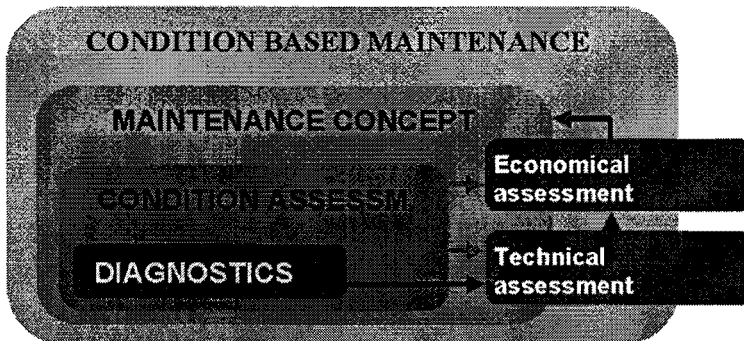 CONDITION BASED MAINTENANCE
MAINTENANCE CONCEPT
Economical
assessment
CONDITION ASSESSM
Technical
assessment
DIAGNOSTICS